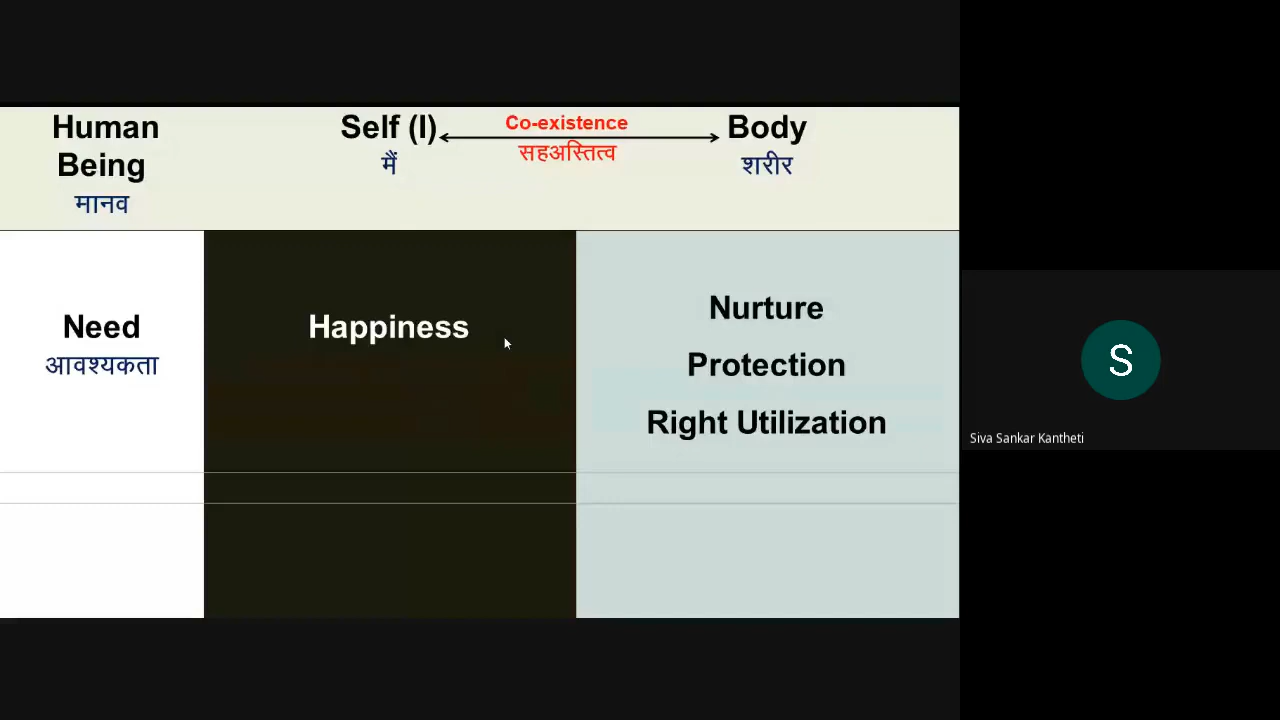 Human
Being
मानव
Self (I)
मैं
Co-existence
सहअस्तित्व
Body
शरीर
Need
आवश्यकता
Happiness
Nurture
Protection
Right Utilization
S
Siva Sankar Kantheti